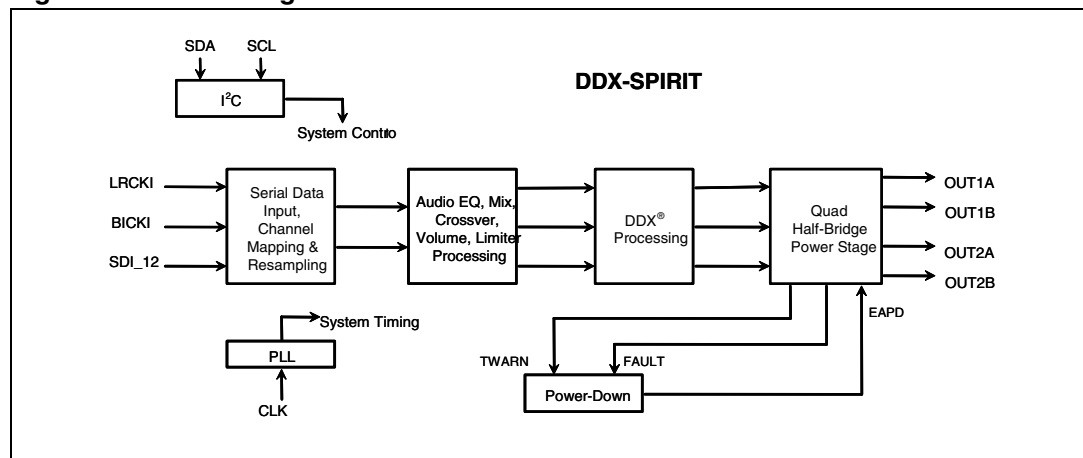 SDA SCL
DDX-SPIRIT
I²C
System Contro
LRCKI
BICKI
SDI_12
Serial Data
Input,
Channel
Mapping &
Resampling
Audio EQ, Mix,
Crossver,
Volume, Limiter
Processing
DDX®
Processing
Quad
Half-Bridge
Power Stage
OUT1A
OUT1B
OUT2A
OUT2B
EAPD
System Timing
PLL
CLK
TWARN
FAULT
Power-Down